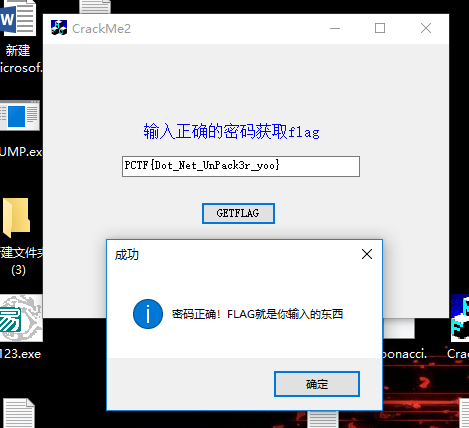 CrackMe2
新建
icrosof.
输入正确的密码获取flag
PCTF{Dot_Net_UnPack3r_yoo}
UMP.ex
GETFLAG
成功
建文件夹
(3)
密码正确！FLAG就是你输入的东西
123.exe
bonacci.
Crac
确定